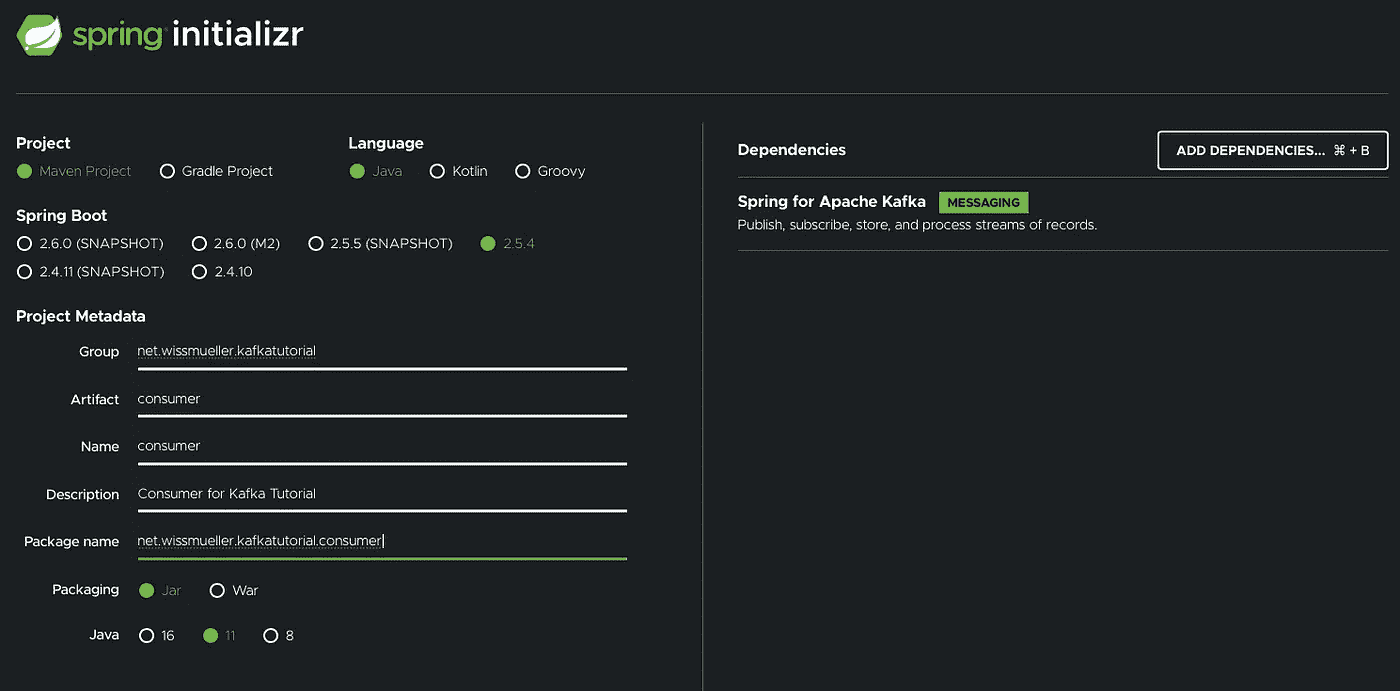 spring initializr
Project
Maven Project Gradle Project
Language
Java Kotlin Groovy
Spring Boot
2.6.0 (SNAPSHOT) 2.6.0 (M2) 2.5.5 (SNAPSHOT) 2.5.4
2.4.11 (SNAPSHOT) 2.4.10
Project Metadata
Group net.wissmueller.kafkatutorial
Artifact consumer
Name consumer
Description Consumer for Kafka Tutorial
Package name net.wissmueller.kafkatutorial.consumer
Packaging Jar War
Java 16 11 8
Dependencies
ADD DEPENDENCIES... ⌘ + B
Spring for Apache Kafka MESSAGING
Publish, subscribe, store, and process streams of records.